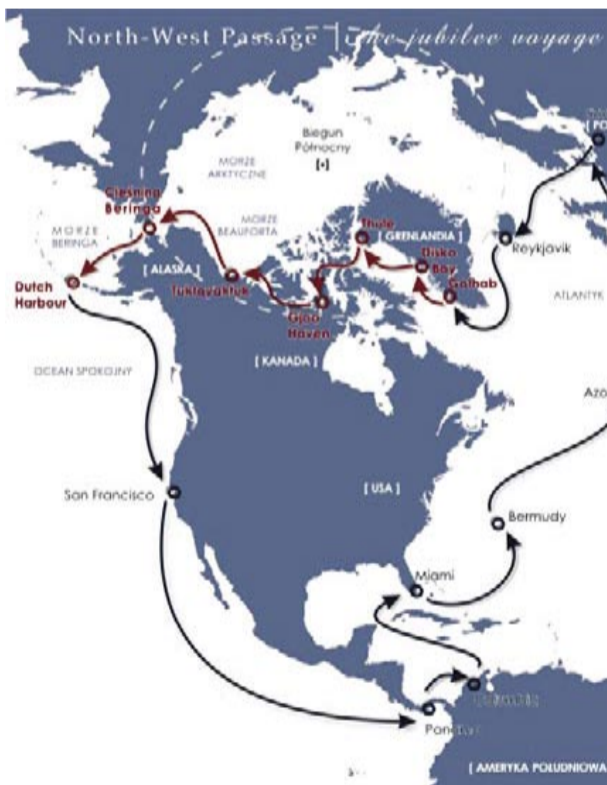 North-West Passage | the jubilee voyage
Biegun
Północny
[•]
MORZE
ARKTYCZNE
Cieśnina
Beringa
MORZE
BERINGA
MORZE
BEAUFORTA
Thule
[ GRENLANDIA ]
Disko
Bay
Gothab
Reykjavik
[ ALASKA ]
Tuktoyaktuk
Gjoa
Haven
Dutch
Harbour
ATLANTYK
[ KANADA ]
OCEAN SPOKOJNY
Azo
San Francisco
[ USA ]
Bermudy
Miami
[ AMERYKA POŁUDNIOWA